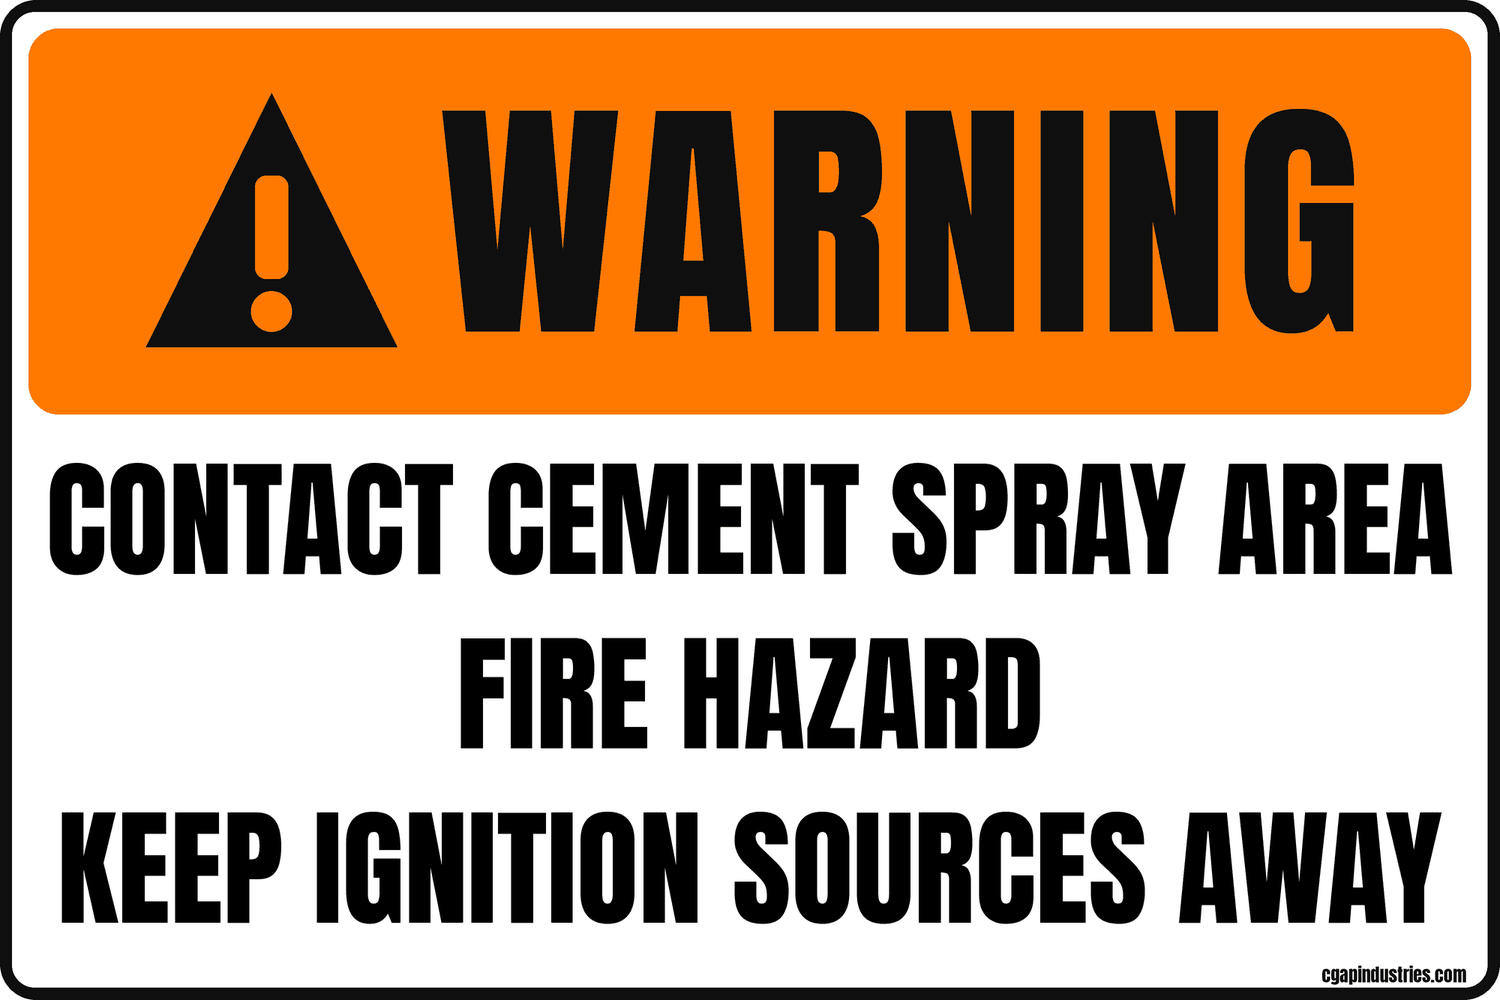 WARNING
CONTACT CEMENT SPRAY AREA
FIRE HAZARD
KEEP IGNITION SOURCES AWAY
cgapindustries.com